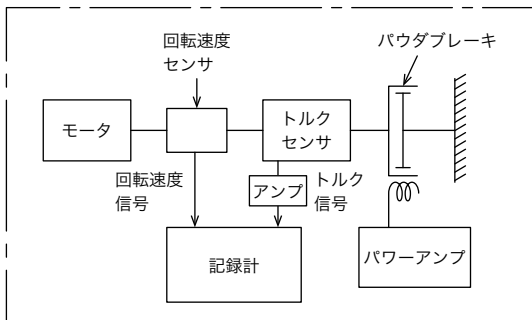 回転速度
センサ
パウダブレーキ
モータ
トルク
センサ
回転速度
信号
アンプ
トルク
信号
記録計
パワーアンプ